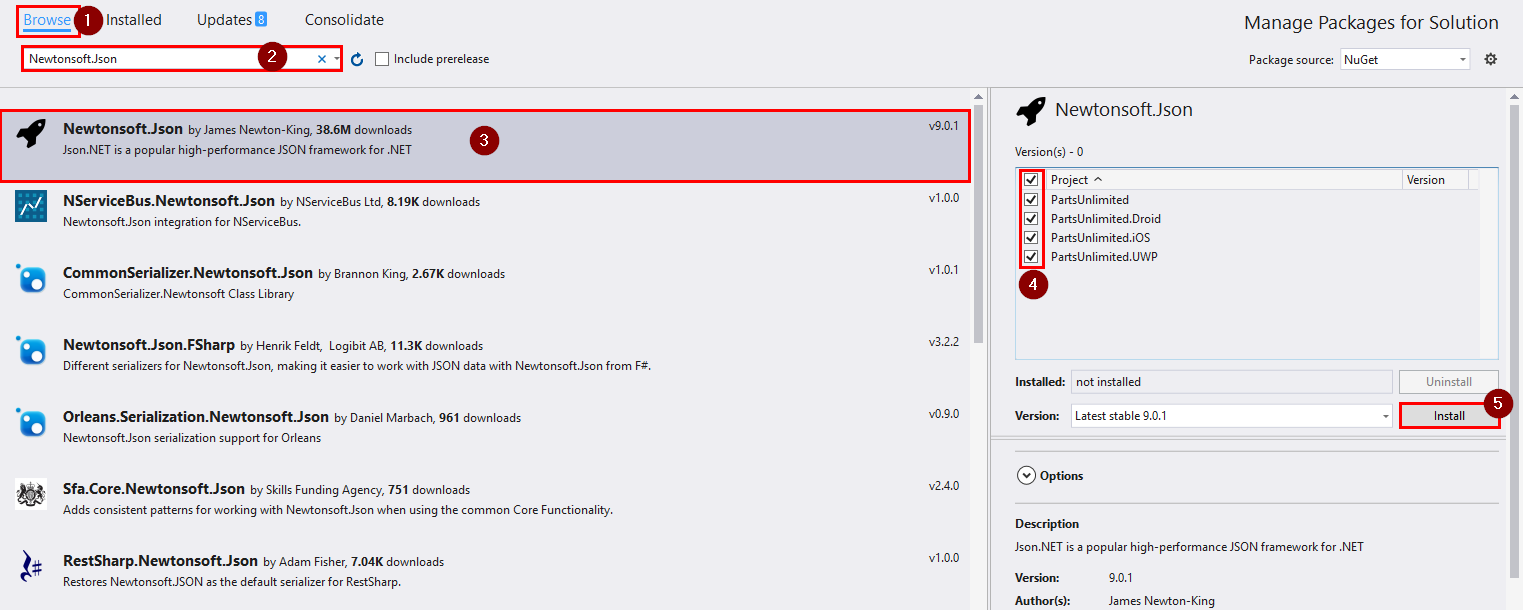 Browse 1 Installed Updates 8 Consolidate
Manage Packages for Solution
Newtonsoft.Json 2 Include prerelease
Package source: NuGet
Newtonsoft.Json by James Newton-King, 38.6M downloads v9.0.1
Json.NET is a popular high-performance JSON framework for .NET
3
NServiceBus.Newtonsoft.Json by NServiceBus Ltd, 8.19K downloads v1.0.0
Newtonsoft.Json integration for NServiceBus.
CommonSerializer.Newtonsoft.Json by Brannon King, 2.67K downloads v1.0.1
CommonSerializer.Newtonsoft Class Library
Newtonsoft.Json.FSharp by Henrik Feldt, Logibit AB, 11.3K downloads v3.2.2
Different serializers for Newtonsoft.Json, making it easier to work with JSON data with Newtonsoft.Json from F#.
Orleans.Serialization.Newtonsoft.Json by Daniel Marbach, 961 downloads v0.9.0
Newtonsoft.Json serialization support for Orleans
Sfa.Core.Newtonsoft.Json by Skills Funding Agency, 751 downloads v2.4.0
Adds consistent patterns for working with Newtonsoft.Json when using the common Core Functionality.
RestSharp.Newtonsoft.Json by Adam Fisher, 7.04K downloads v1.0.0
Restores Newtonsoft.JSON as the default serializer for RestSharp.
Newtonsoft.Json
Version(s) - 0
Project Version
PartsUnlimited
PartsUnlimited.Droid
PartsUnlimited.iOS
PartsUnlimited.UWP
4
Installed: not installed Uninstall
Version: Latest stable 9.0.1 Install 5
Options
Description
Json.NET is a popular high-performance JSON framework for .NET
Version: 9.0.1
Author(s): James Newton-King